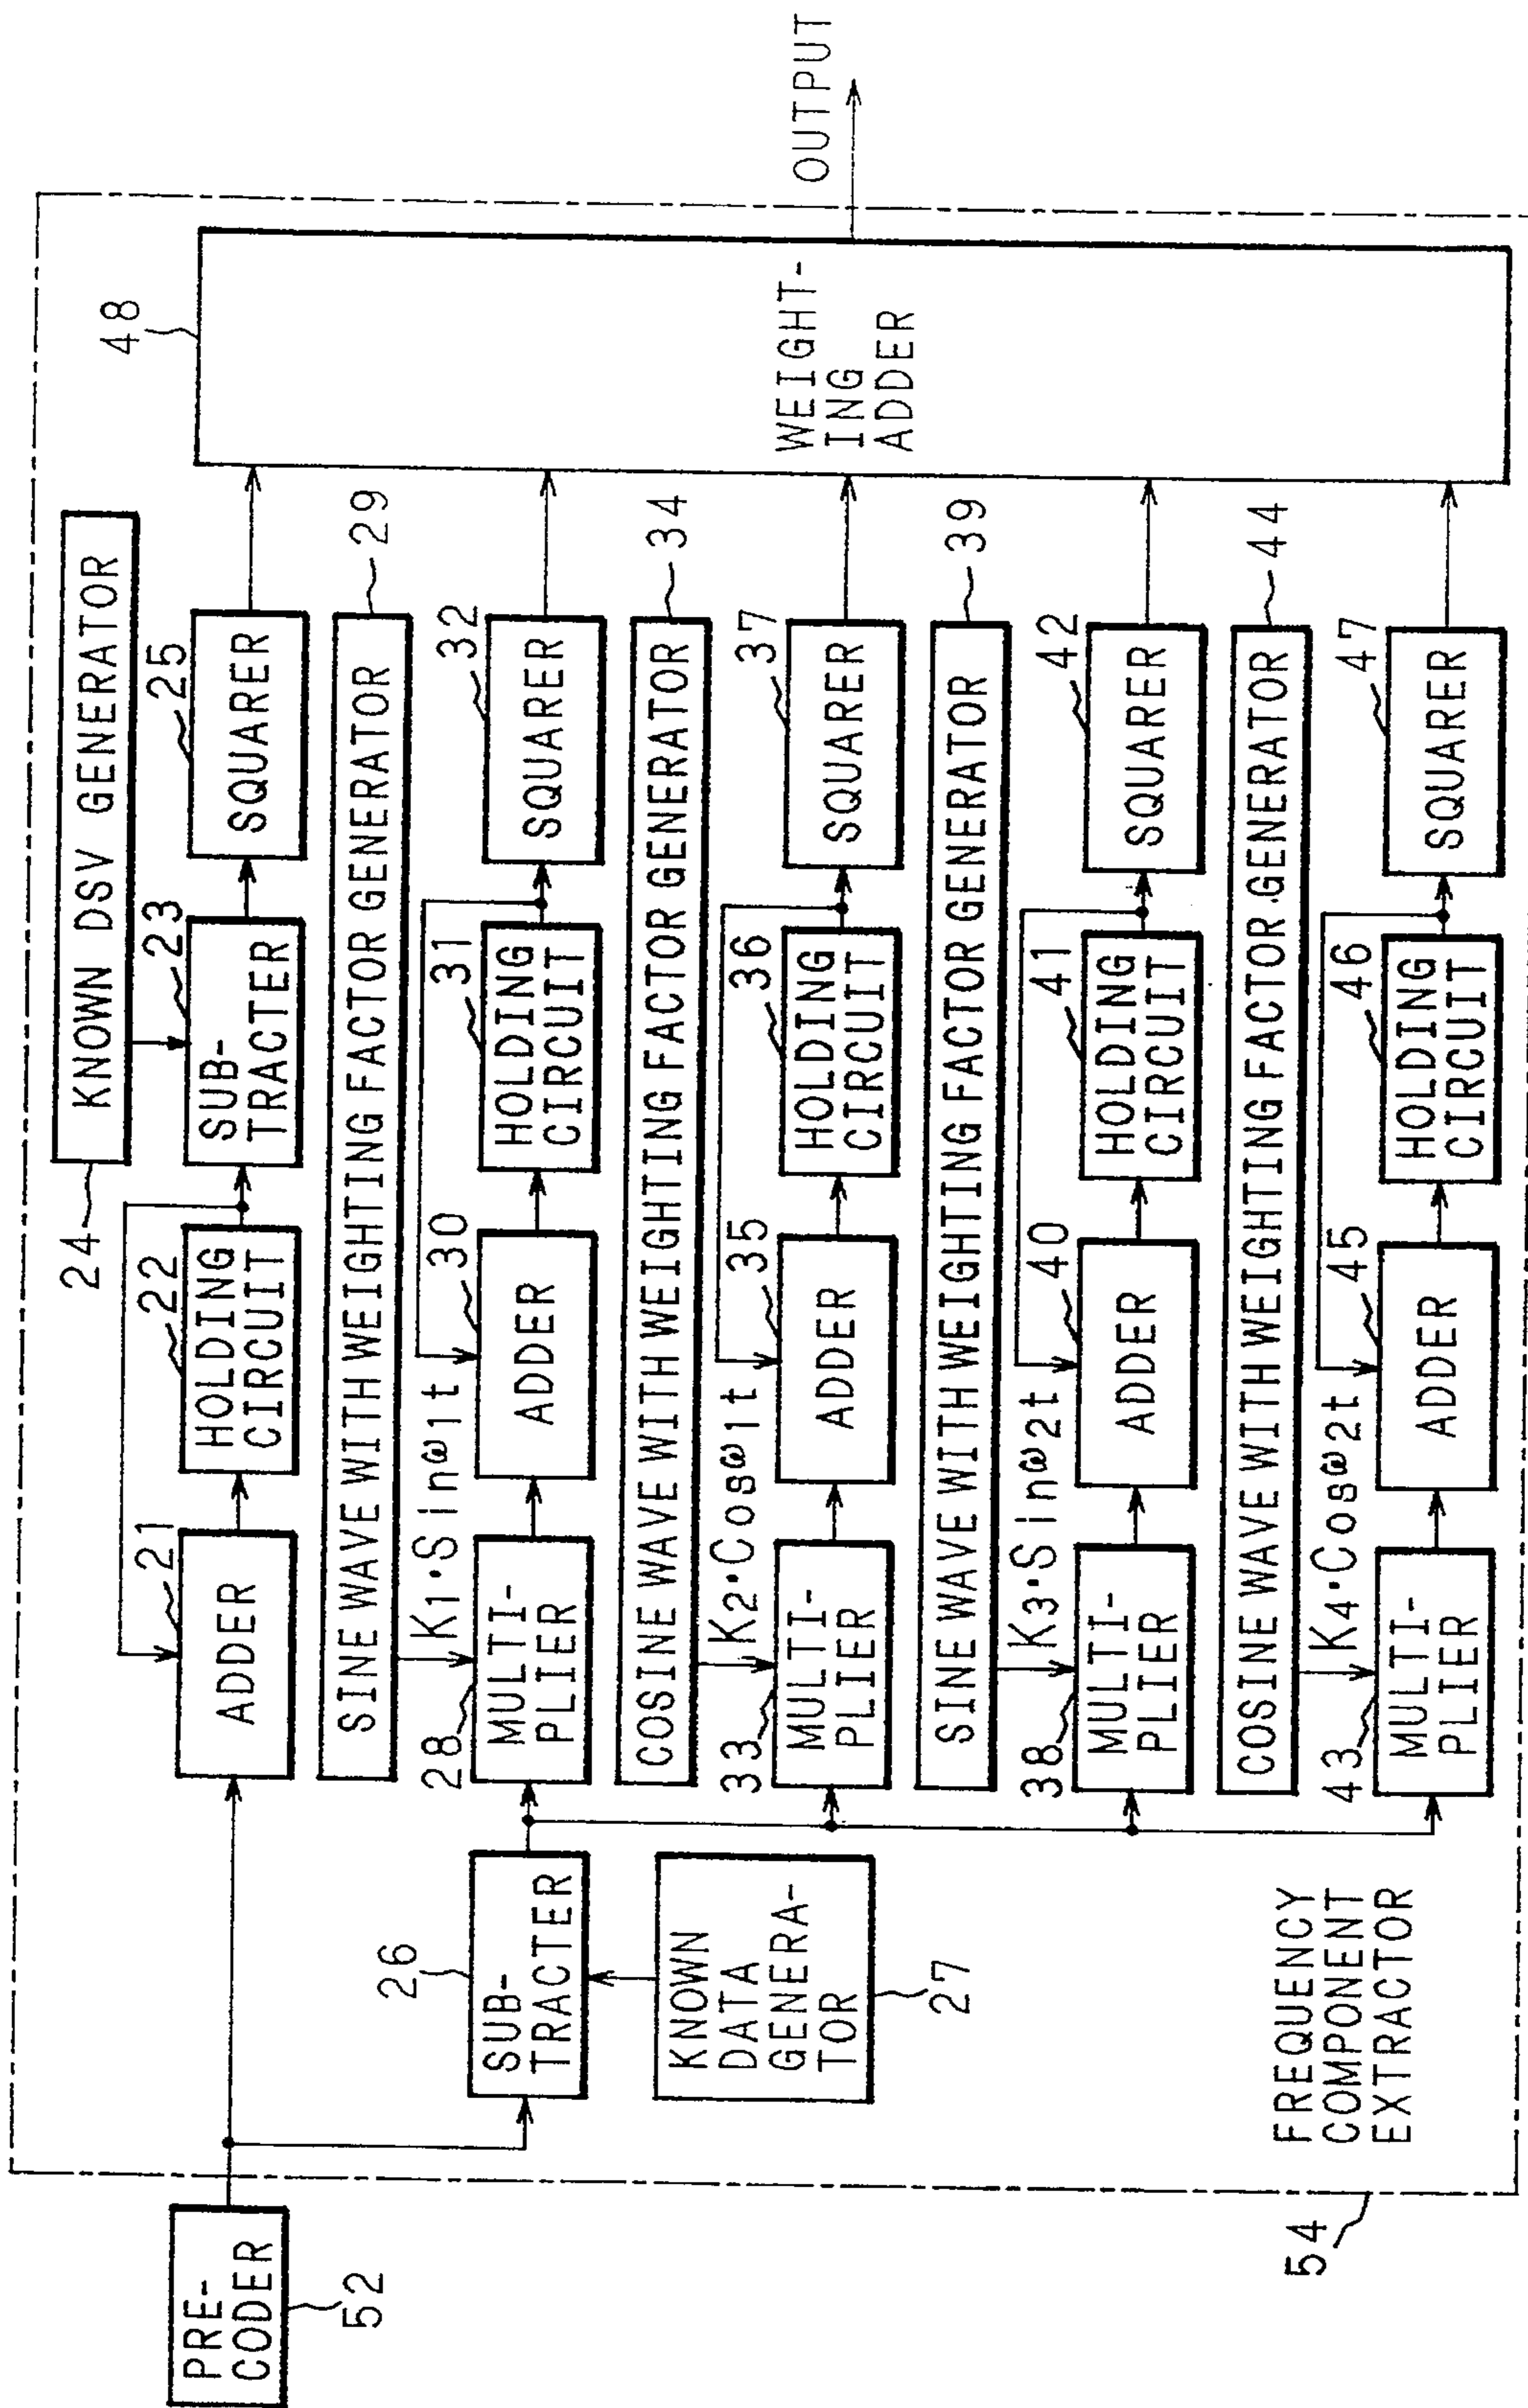 PRE-
CODER
52
24
KNOWN DSV GENERATOR
21
ADDER
22
HOLDING
CIRCUIT
23
SUB-
TRACTER
25
SQUARER
48
WEIGHT-
ING
ADDER
OUTPUT
SINE WAVE WITH WEIGHTING FACTOR GENERATOR
29
K1·Sinω1t
26
SUB-
TRACTER
28
MULTI-
PLIER
30
ADDER
31
HOLDING
CIRCUIT
32
SQUARER
KNOWN
DATA
GENERA-
TOR
27
COSINE WAVE WITH WEIGHTING FACTOR GENERATOR
34
K2·Cosω1t
33
MULTI-
PLIER
35
ADDER
36
HOLDING
CIRCUIT
37
SQUARER
SINE WAVE WITH WEIGHTING FACTOR GENERATOR
39
K3·Sinω2t
38
MULTI-
PLIER
40
ADDER
41
HOLDING
CIRCUIT
42
SQUARER
COSINE WAVE WITH WEIGHTING FACTOR GENERATOR
44
K4·Cosω2t
43
MULTI-
PLIER
45
ADDER
46
HOLDING
CIRCUIT
47
SQUARER
FREQUENCY
COMPONENT
EXTRACTOR
54